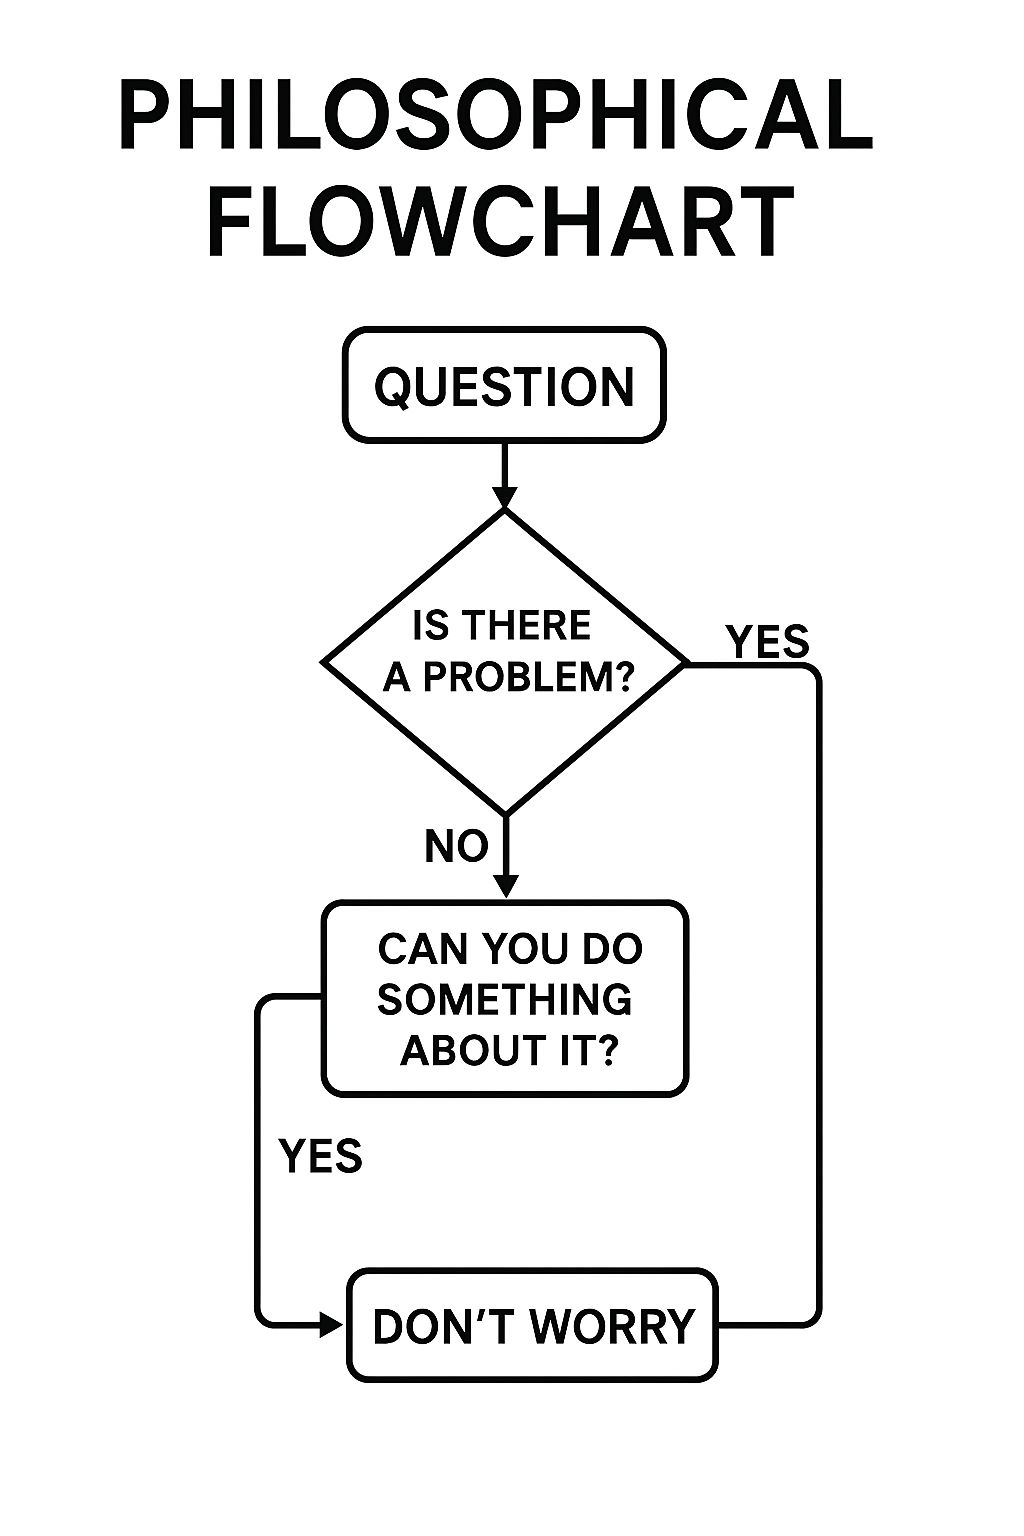 PHILOSOPHICAL
FLOWCHART
QUESTION
IS THERE
A PROBLEM?
YES
NO
CAN YOU DO
SOMETHING
ABOUT IT?
YES
DON'T WORRY